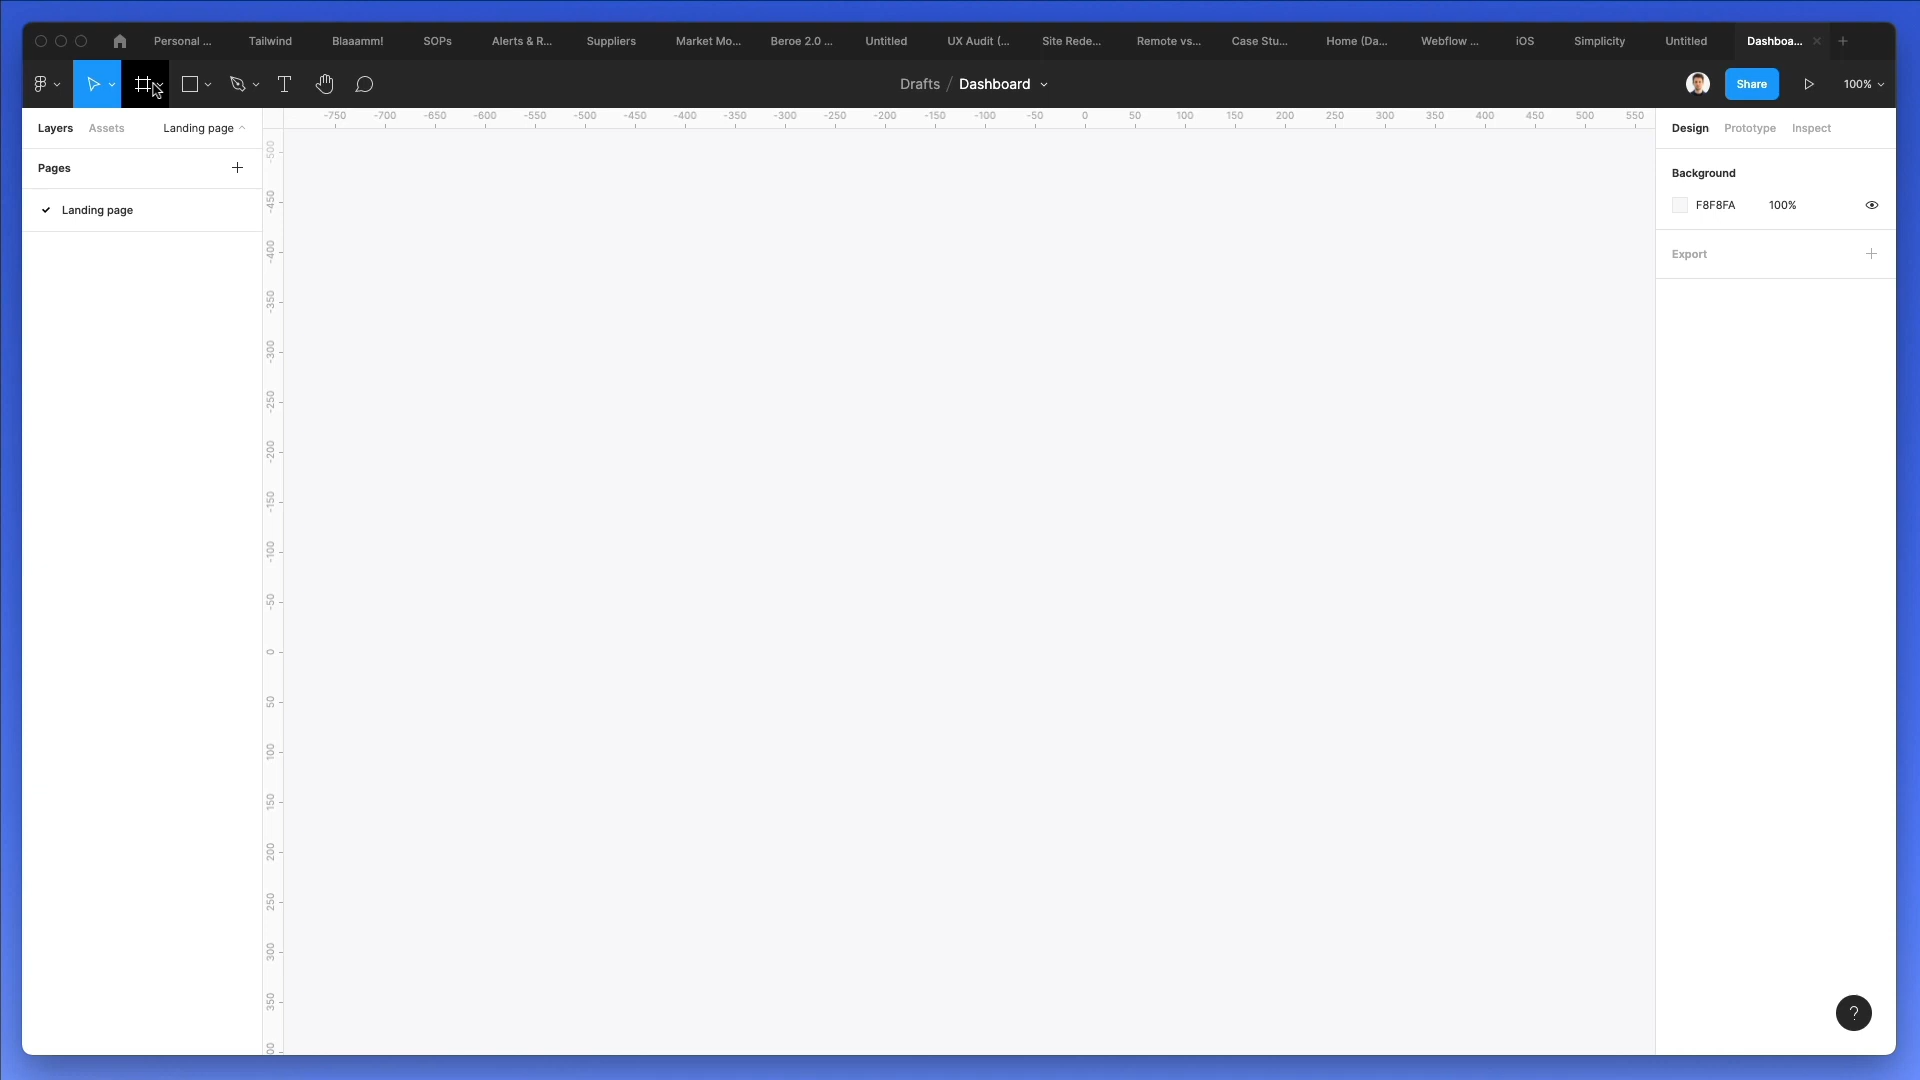 Personal ... Tailwind Blaaamm! SOPs Alerts & R... Suppliers Market Mo... Beroe 2.0 ... Untitled UX Audit (... Site Rede... Remote vs... Case Stu... Home (Da... Webflow ... iOS Simplicity Untitled Dashboa...
Drafts / Dashboard Share 100%
Layers Assets Landing page
-750 -700 -650 -600 -550 -500 -450 -400 -350 -300 -250 -200 -150 -100 -50 0 50 100 150 200 250 300 350 400 450 500 550
Design Prototype Inspect
Pages
Landing page
Background
F8F8FA 100%
Export
-500
-450
-400
-350
-300
-250
-200
-150
-100
-50
0
50
100
150
200
250
300
350
00
?